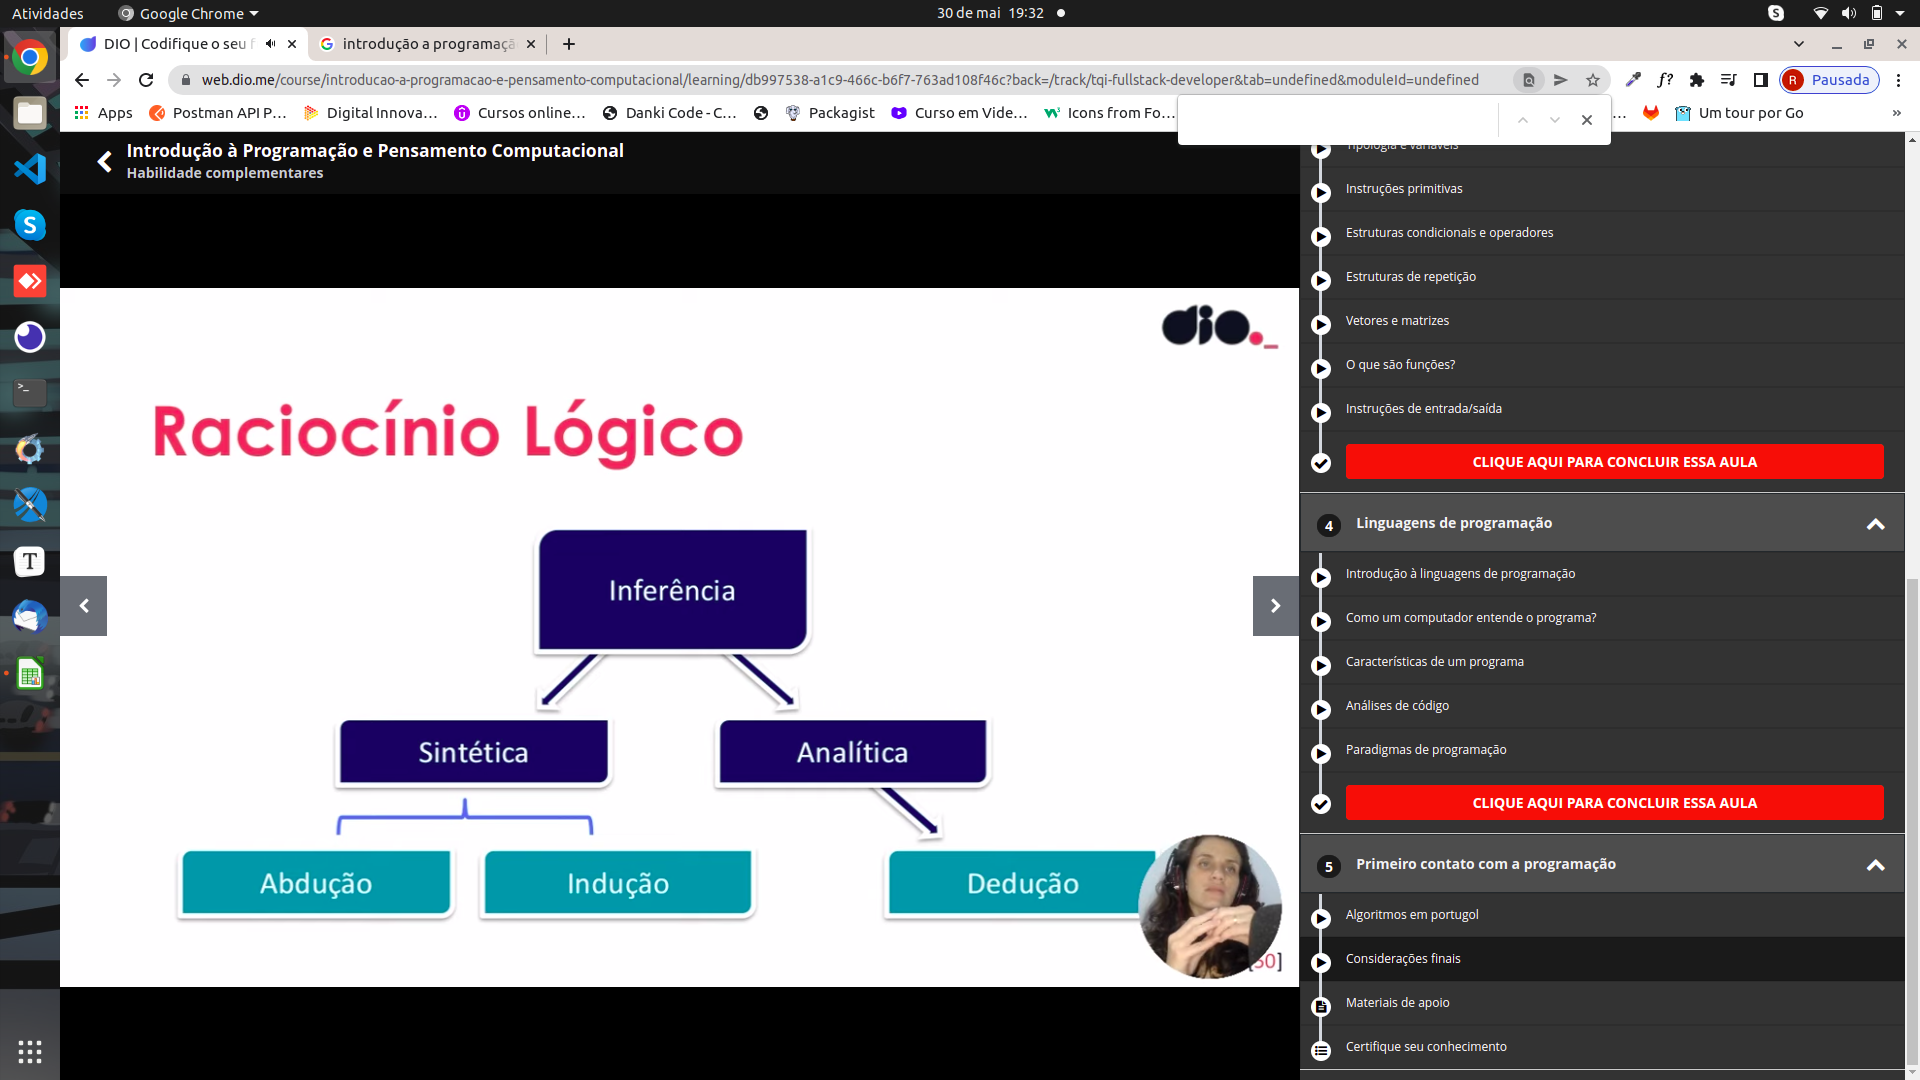 Atividades
Google Chrome
30 de mai 19:32
DIO | Codifique o seu f
introdução a programaçã
web.dio.me/course/introducao-a-programacao-e-pensamento-computacional/learning/db997538-a1c9-466c-b6f7-763ad108f46c?back=/track/tqi-fullstack-developer&tab=undefined&moduleId=undefined
f?
R Pausada
Apps
Postman API P...
Digital Innova...
Cursos online...
Danki Code - C...
Packagist
Curso em Vide...
Icons from Fo...
...
Um tour por Go
»
Introdução à Programação e Pensamento Computacional
Habilidade complementares
dio._
Raciocínio Lógico
Inferência
Sintética
Analítica
Abdução
Indução
Dedução
Tipologia e variáveis
Instruções primitivas
Estruturas condicionais e operadores
Estruturas de repetição
Vetores e matrizes
O que são funções?
Instruções de entrada/saída
CLIQUE AQUI PARA CONCLUIR ESSA AULA
4 Linguagens de programação
Introdução à linguagens de programação
Como um computador entende o programa?
Características de um programa
Análises de código
Paradigmas de programação
CLIQUE AQUI PARA CONCLUIR ESSA AULA
5 Primeiro contato com a programação
Algoritmos em portugol
Considerações finais
Materiais de apoio
Certifique seu conhecimento